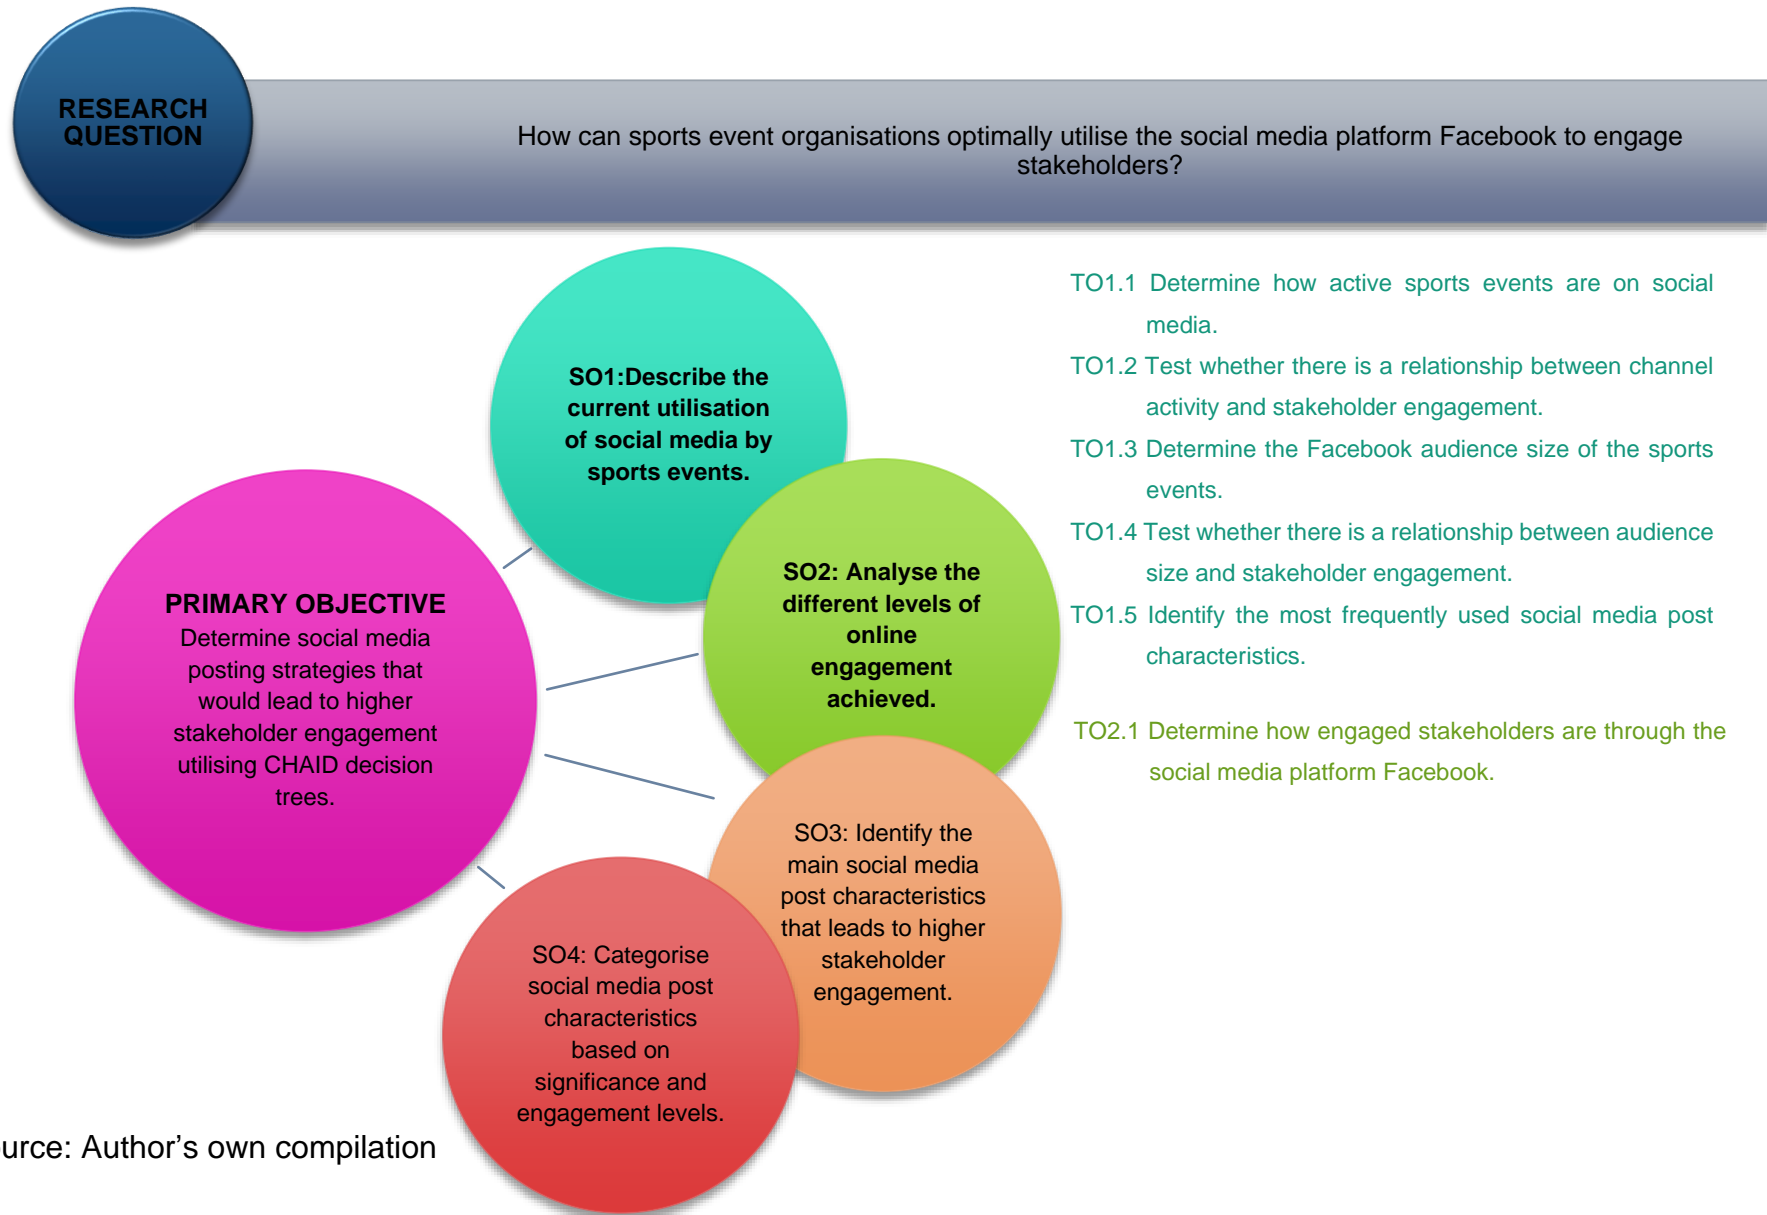 RESEARCH
QUESTION
How can sports event organisations optimally utilise the social media platform Facebook to engage
stakeholders?
SO1:Describe the
current utilisation
of social media by
sports events.
SO2: Analyse the
different levels of
online
engagement
achieved.
PRIMARY OBJECTIVE
Determine social media
posting strategies that
would lead to higher
stakeholder engagement
utilising CHAID decision
trees.
SO3: Identify the
main social media
post characteristics
that leads to higher
stakeholder
engagement.
SO4: Categorise
social media post
characteristics
based on
significance and
engagement levels.
TO1.1 Determine how active sports events are on social
media.
TO1.2 Test whether there is a relationship between channel
activity and stakeholder engagement.
TO1.3 Determine the Facebook audience size of the sports
events.
TO1.4 Test whether there is a relationship between audience
size and stakeholder engagement.
TO1.5 Identify the most frequently used social media post
characteristics.
TO2.1 Determine how engaged stakeholders are through the
social media platform Facebook.
urce: Author's own compilation